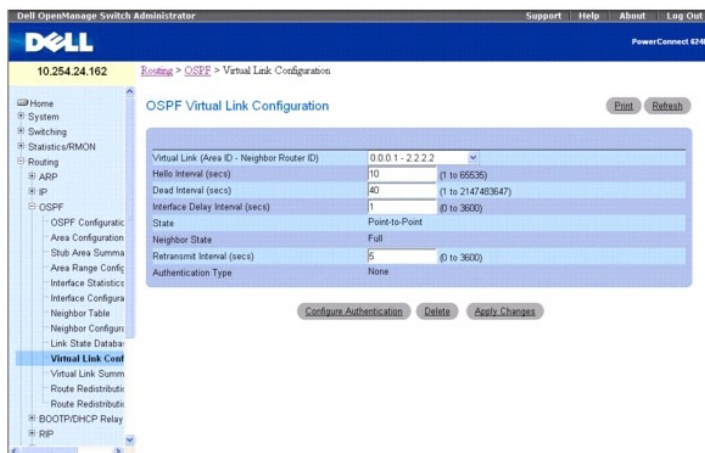 Dell OpenManage Switch Administrator Support Help About Log Out
DELL
PowerConnect
10.254.24.162
Routing > OSPF > Virtual Link Configuration
Home
System
Switching
Statistics/RMON
Routing
ARP
IP
OSPF
OSPF Configuratic
Area Configuration
Stub Area Summa
Area Range Config
Interface Statistics
Interface Configura
Neighbor Table
Neighbor Configura
Link State Databas
Virtual Link Conf
Virtual Link Summ
Route Redistributic
Route Redistributic
BOOTP/DHCP Relay
RIP
OSPF Virtual Link Configuration
Print Refresh
Virtual Link (Area ID - Neighbor Router ID) 0.0.0.1 - 2.2.2.2
Hello Interval (secs) 10 (1 to 65535)
Dead Interval (secs) 40 (1 to 2147483647)
Interface Delay Interval (secs) 1 (0 to 3600)
State Point-to-Point
Neighbor State Full
Retransmit Interval (secs) 5 (0 to 3600)
Authentication Type None
Configure Authentication Delete Apply Changes